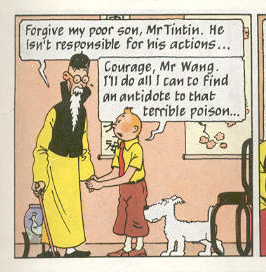 Forgive my poor son, Mr Tintin. He
isn't responsible for his actions...
Courage, Mr Wang.
I'll do all I can to find
an antidote to that
terrible poison...